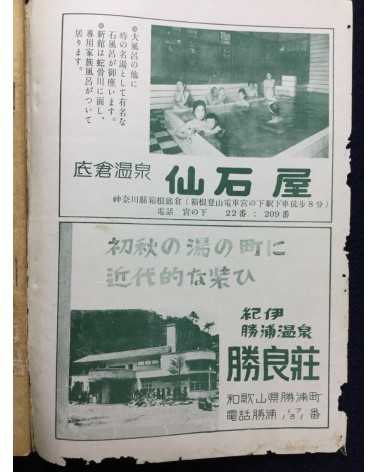 ◎大風呂の他に
時の名湯として有名な
石風呂が御座います。
◎新館は蛇骨川に面し、
専用家族風呂がついて
居ります。
底倉温泉 仙石屋
神奈川縣箱根底倉(箱根登山電車宮の下駅下車徒歩8分)
電話 宮の下 22番；209番
初秋の湯の町に
近代的な装ひ
紀伊
勝浦温泉
勝良荘
和歌山県勝浦町
電話勝浦